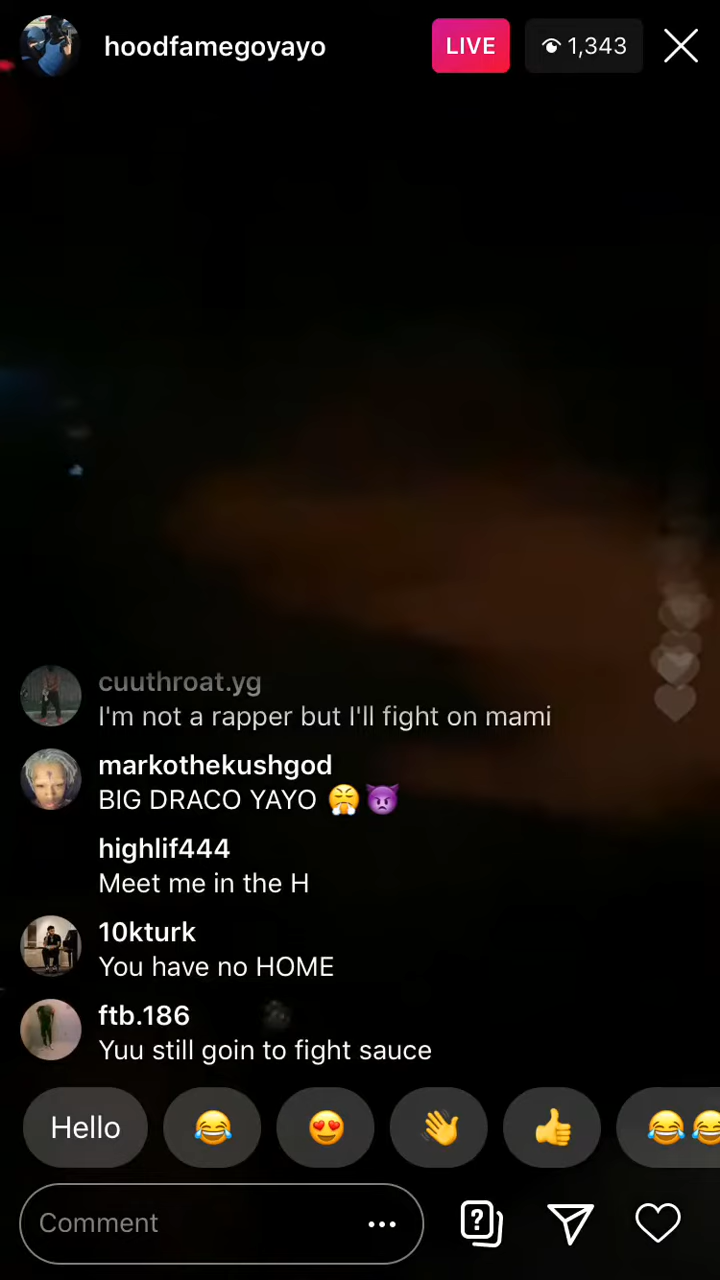 hoodfamegoyayo
LIVE
1,343
cuuthroat.yg
I'm not a rapper but I'll fight on mami
markothekushgod
BIG DRACO YAYO 😤👿
highlif444
Meet me in the H
10kturk
You have no HOME
ftb.186
Yuu still goin to fight sauce
Hello 😂 😍 👋 👍 😂😂
Comment